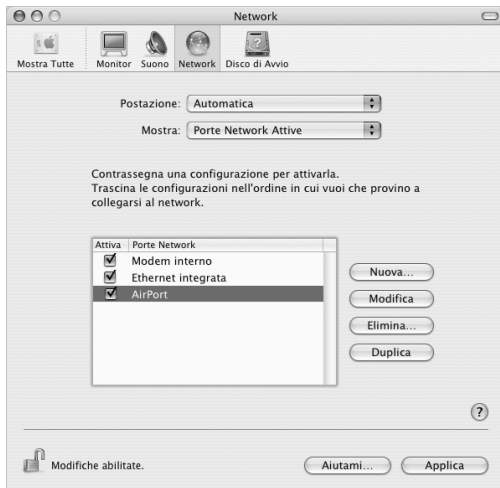 Network
Mostra Tutte
Monitor
Suono
Network
Disco di Avvio
Postazione: Automatica
Mostra: Porte Network Attive
Contrassegna una configurazione per attivarla.
Trascina le configurazioni nell'ordine in cui vuoi che provino a
collegarsi al network.
Attiva Porte Network
Modem interno
Ethernet integrata
AirPort
Nuova...
Modifica
Elimina...
Duplica
?
Modifiche abilitate.
Aiutami...
Applica